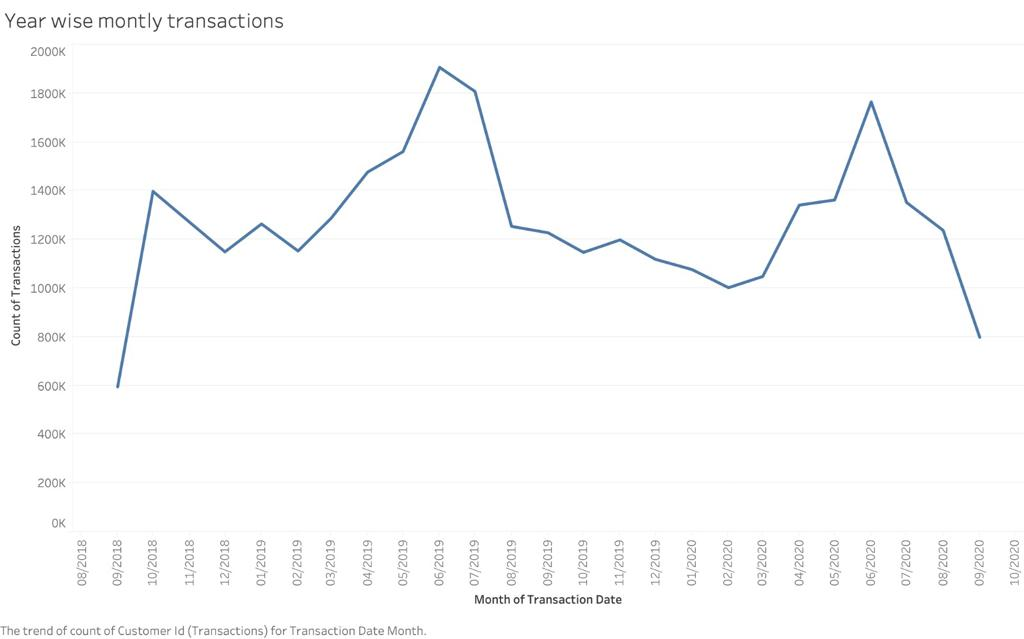 Year wise montly transactions
2000K
1800K
1600K
1400K
1200K
1000K
800K
600K
400K
200K
0K
Count of Transactions
08/2018
09/2018
10/2018
11/2018
12/2018
01/2019
02/2019
03/2019
04/2019
05/2019
06/2019
07/2019
08/2019
09/2019
10/2019
11/2019
12/2019
01/2020
02/2020
03/2020
04/2020
05/2020
06/2020
07/2020
08/2020
09/2020
10/2020
Month of Transaction Date
The trend of count of Customer Id (Transactions) for Transaction Date Month.